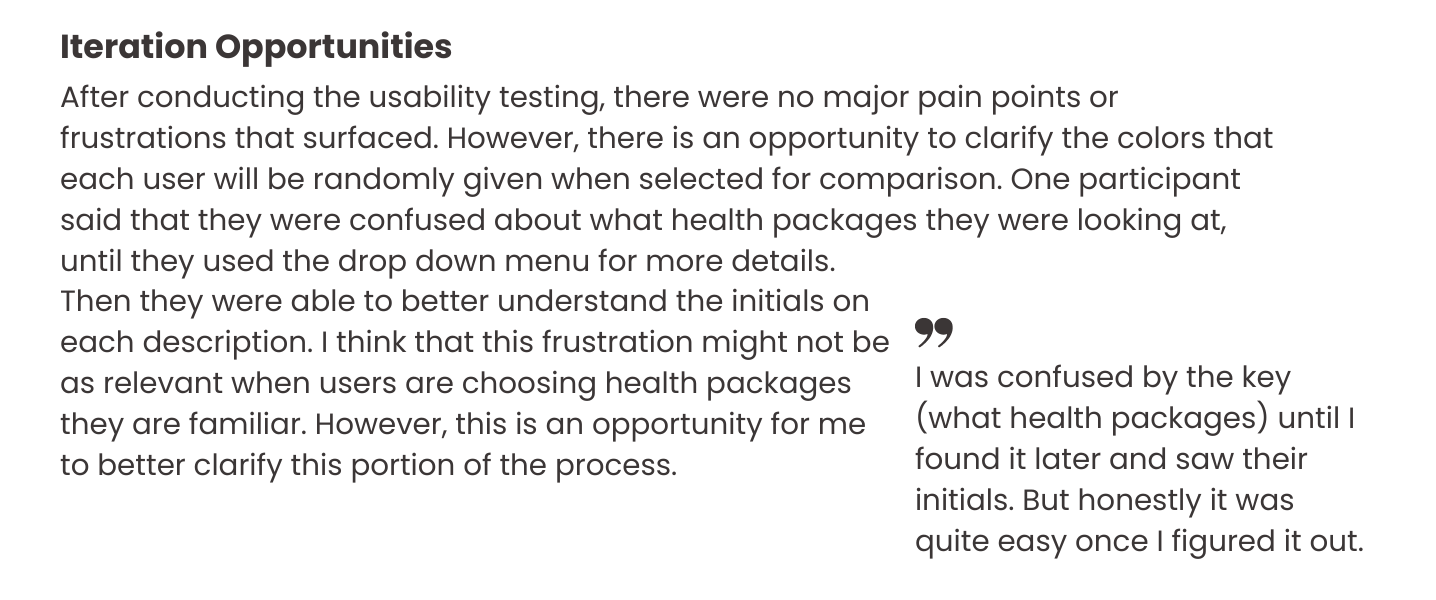 Iteration Opportunities
After conducting the usability testing, there were no major pain points or
frustrations that surfaced. However, there is an opportunity to clarify the colors that
each user will be randomly given when selected for comparison. One participant
said that they were confused about what health packages they were looking at,
until they used the drop down menu for more details.
Then they were able to better understand the initials on
each description. I think that this frustration might not be
as relevant when users are choosing health packages
they are familiar. However, this is an opportunity for me
to better clarify this portion of the process.
”
I was confused by the key
(what health packages) until I
found it later and saw their
initials. But honestly it was
quite easy once I figured it out.